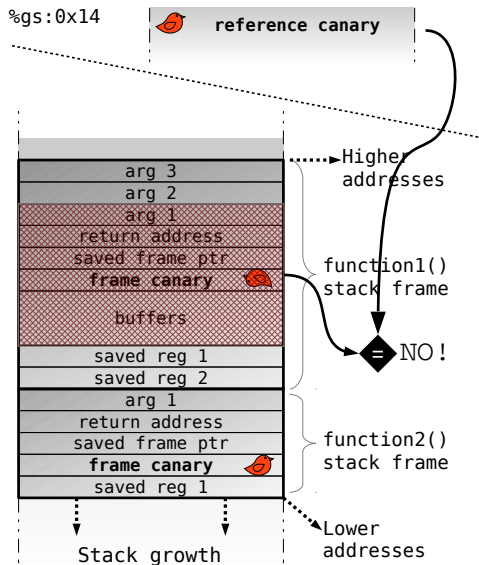 %gs:0x14
reference canary
Higher
addresses
arg 3
arg 2
arg 1
return address
saved frame ptr
frame canary
buffers
saved reg 1
saved reg 2
function1()
stack frame
= NO!
arg 1
return address
saved frame ptr
frame canary
saved reg 1
function2()
stack frame
Lower
addresses
Stack growth